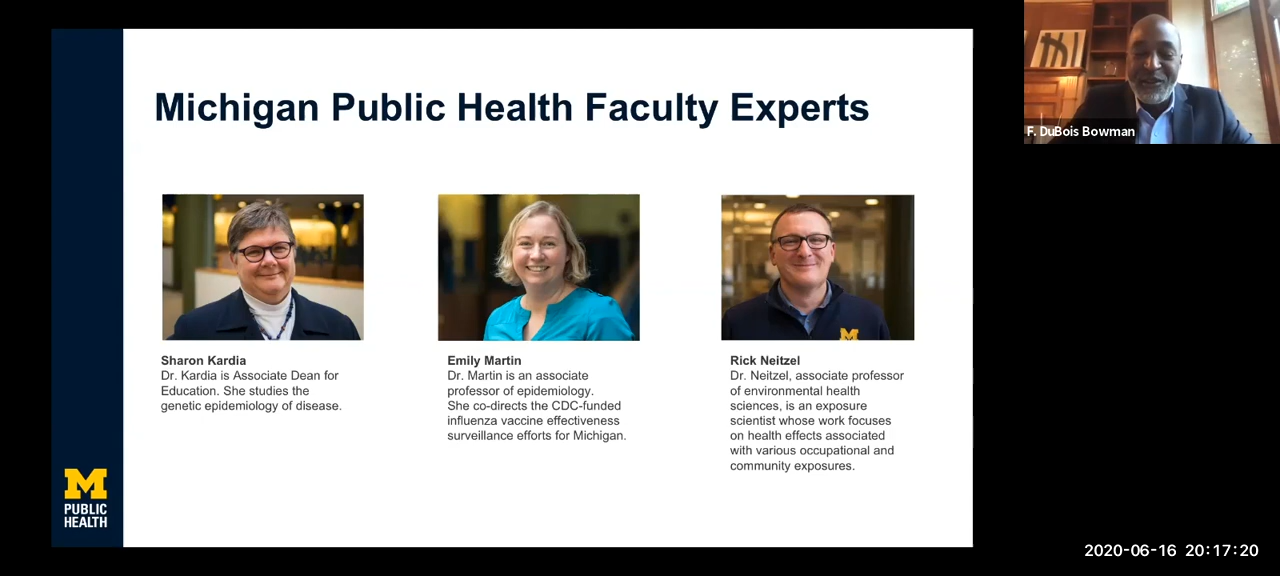 Michigan Public Health Faculty Experts
F. DuBois Bowman
Sharon Kardia
Dr. Kardia is Associate Dean for
Education. She studies the
genetic epidemiology of disease.
Emily Martin
Dr. Martin is an associate
professor of epidemiology.
She co-directs the CDC-funded
influenza vaccine effectiveness
surveillance efforts for Michigan.
Rick Neitzel
Dr. Neitzel, associate professor
of environmental health
sciences, is an exposure
scientist whose work focuses
on health effects associated
with various occupational and
community exposures.
M
M
PUBLIC
HEALTH
2020-06-16 20:17:20